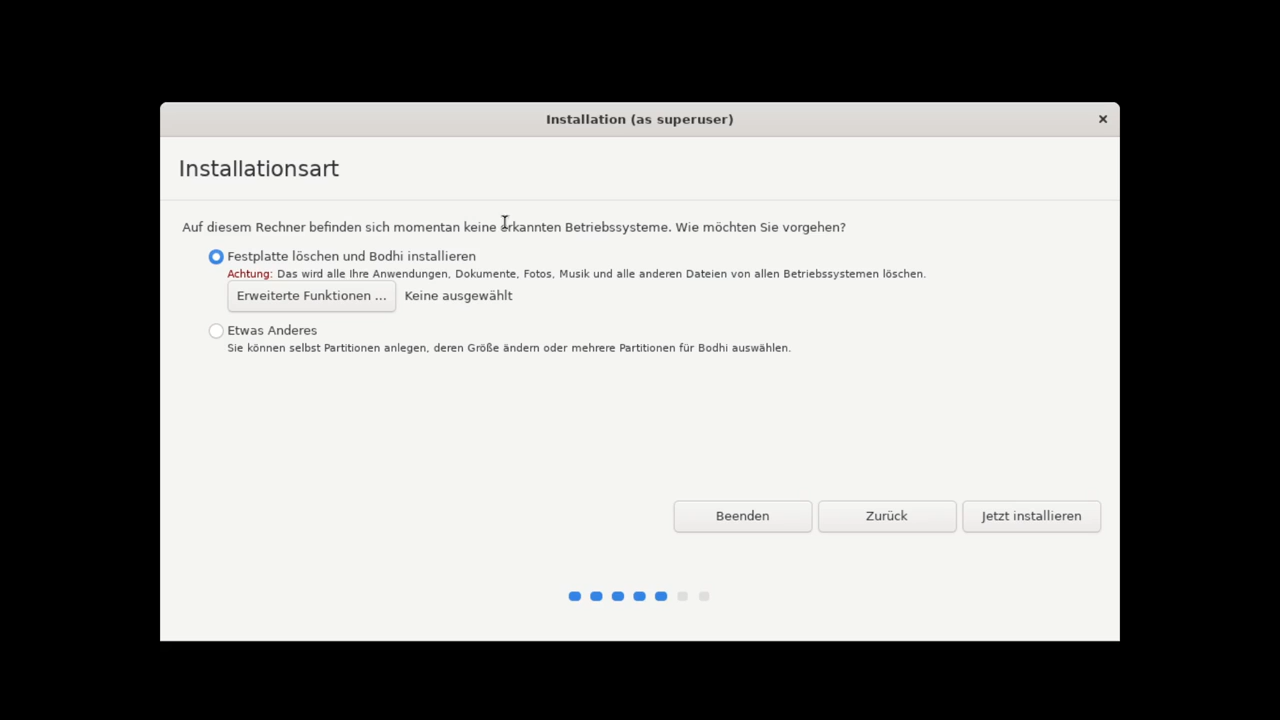 Installation (as superuser)
Installationsart
Auf diesem Rechner befinden sich momentan keine erkannten Betriebssysteme. Wie möchten Sie vorgehen?
Festplatte löschen und Bodhi installieren
Achtung: Das wird alle Ihre Anwendungen, Dokumente, Fotos, Musik und alle anderen Dateien von allen Betriebssystemen löschen.
Erweiterte Funktionen ... Keine ausgewählt
Etwas Anderes
Sie können selbst Partitionen anlegen, deren Größe ändern oder mehrere Partitionen für Bodhi auswählen.
Beenden Zurück Jetzt installieren